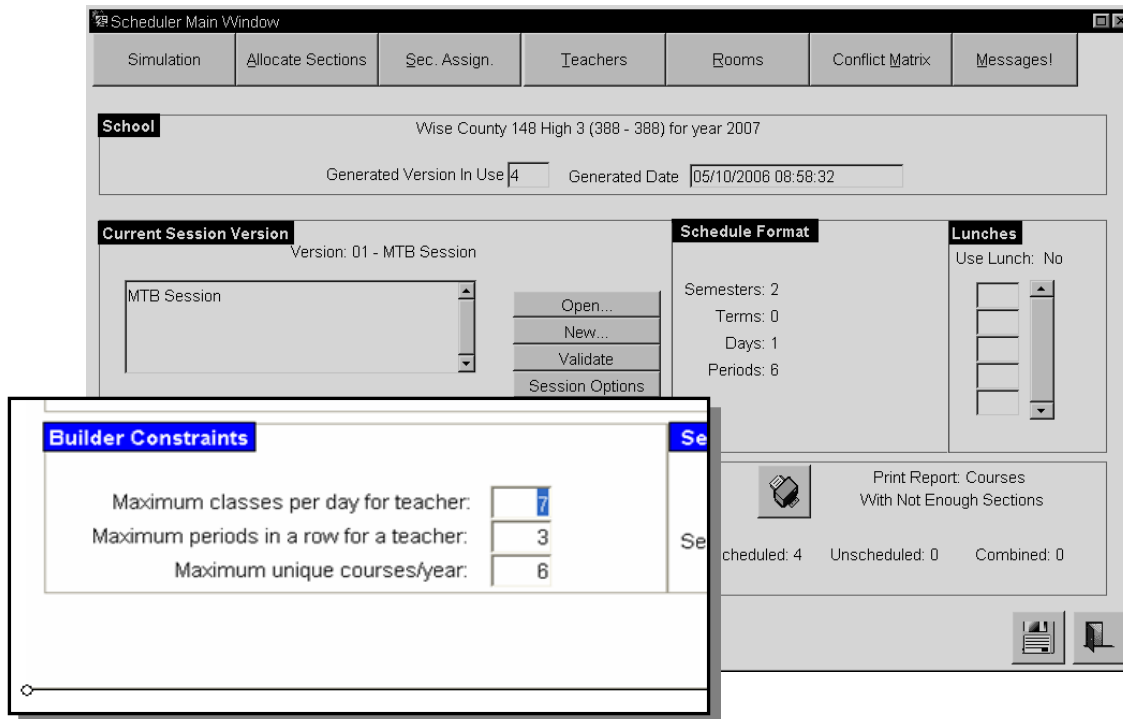 Scheduler Main Window
Simulation Allocate Sections Sec. Assign. Teachers Rooms Conflict Matrix Messages!
School
Wise County 148 High 3 (388 - 388) for year 2007
Generated Version In Use 4 Generated Date 05/10/2006 08:58:32
Current Session Version
Version: 01 - MTB Session
MTB Session
Open...
New...
Validate
Session Options
Schedule Format
Semesters: 2
Terms: 0
Days: 1
Periods: 6
Lunches
Use Lunch: No
Builder Constraints
Maximum classes per day for teacher: 7
Maximum periods in a row for a teacher: 3
Maximum unique courses/year: 6
Se
Se
Print Report: Courses
With Not Enough Sections
cheduled: 4 Unscheduled: 0 Combined: 0